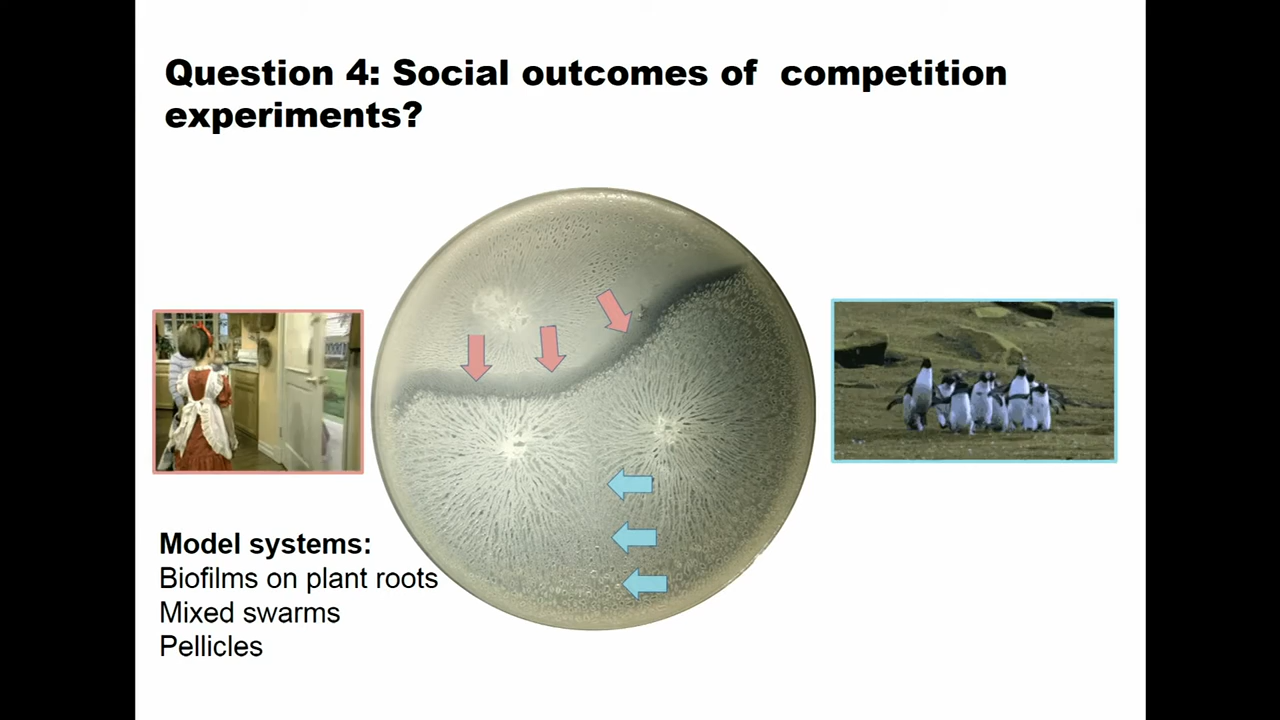 Question 4: Social outcomes of  competition
experiments?
Model systems:
Biofilms on plant roots
Mixed swarms
Pellicles